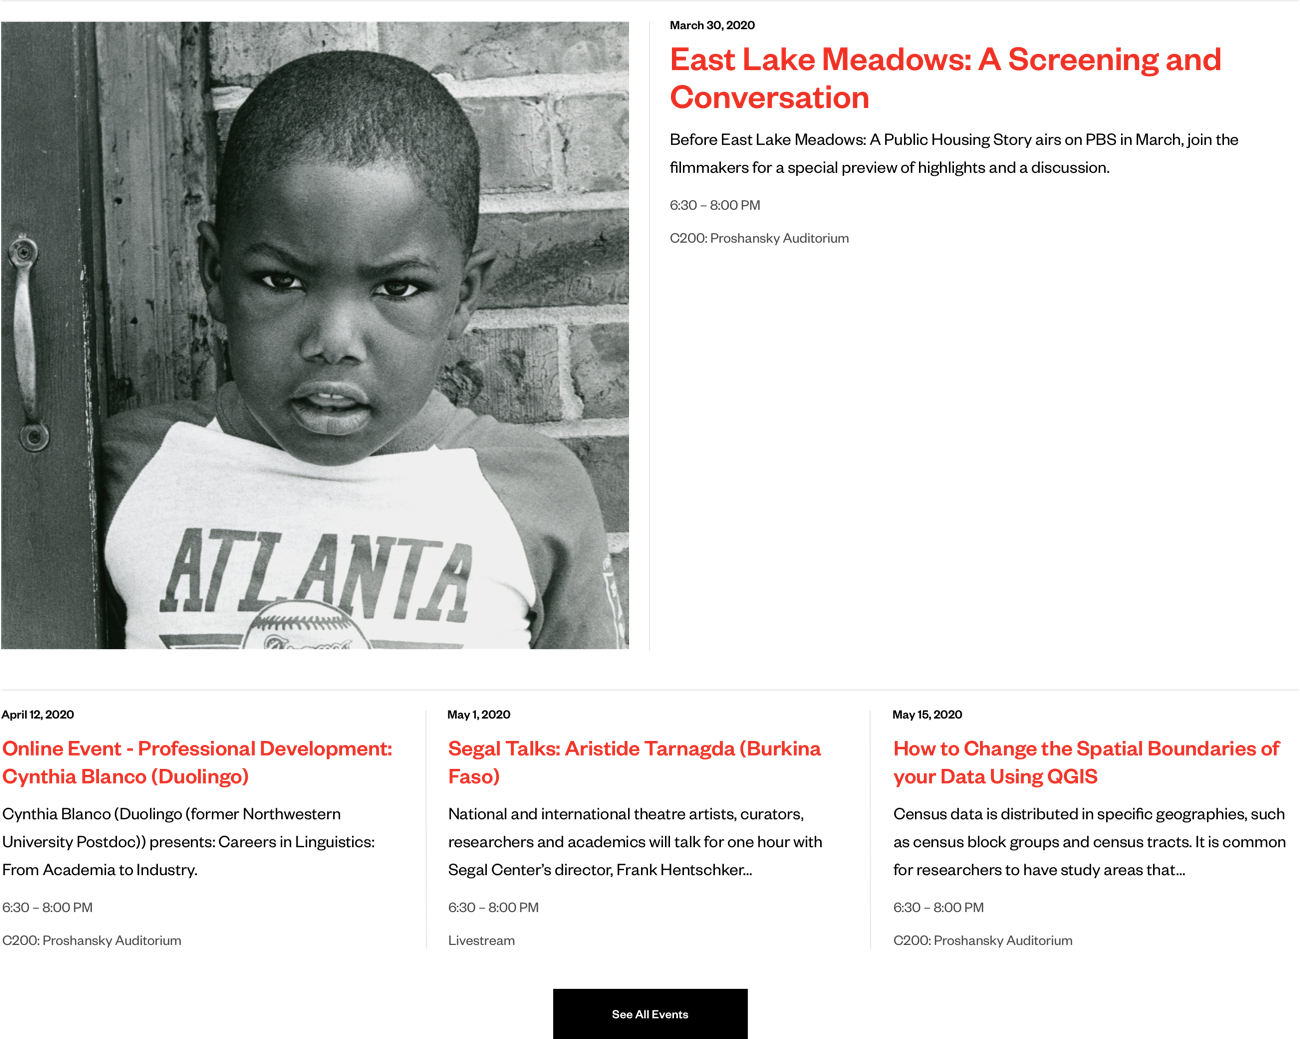 March 30, 2020
East Lake Meadows: A Screening and
Conversation
Before East Lake Meadows: A Public Housing Story airs on PBS in March, join the
filmmakers for a special preview of highlights and a discussion.
6:30 – 8:00 PM
C200: Proshansky Auditorium
ATLANTA
April 12, 2020
Online Event - Professional Development:
Cynthia Blanco (Duolingo)
Cynthia Blanco (Duolingo (former Northwestern
University Postdoc)) presents: Careers in Linguistics:
From Academia to Industry.
6:30 – 8:00 PM
C200: Proshansky Auditorium
May 1, 2020
Segal Talks: Aristide Tarnagda (Burkina
Faso)
National and international theatre artists, curators,
researchers and academics will talk for one hour with
Segal Center’s director, Frank Hentschker...
6:30 – 8:00 PM
Livestream
May 15, 2020
How to Change the Spatial Boundaries of
your Data Using QGIS
Census data is distributed in specific geographies, such
as census block groups and census tracts. It is common
for researchers to have study areas that...
6:30 – 8:00 PM
C200: Proshansky Auditorium
See All Events